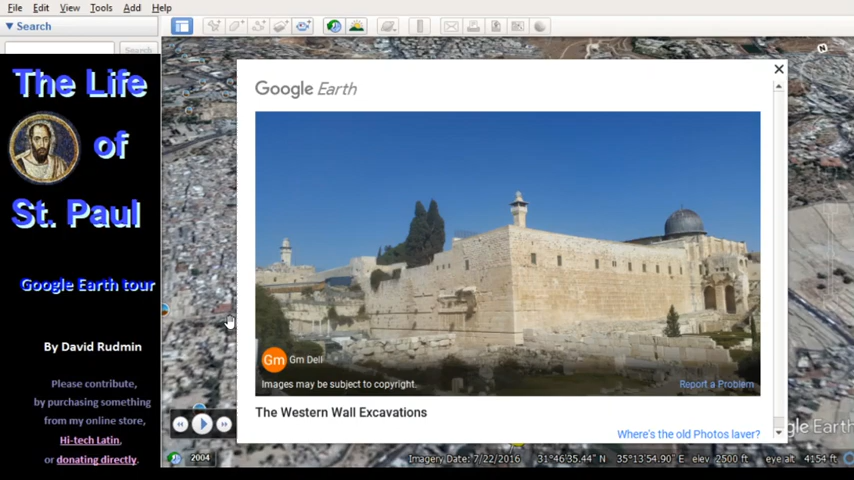 File Edit View Tools Add Help
Search
Search
The Life
of
St. Paul
Google Earth tour
By David Rudmin
Please contribute,
by purchasing something
from my online store,
Hi-tech Latin,
or donating directly.
Google Earth
N
Gm Gm Dell
Images may be subject to copyright.
Report a Problem
The Western Wall Excavations
Where's the old Photos layer?
gle Earth
2004
Imagery Date: 7/22/2016 31°46'35.44" N 35°13'54.90" E elev 2500 ft eye alt 4154 ft